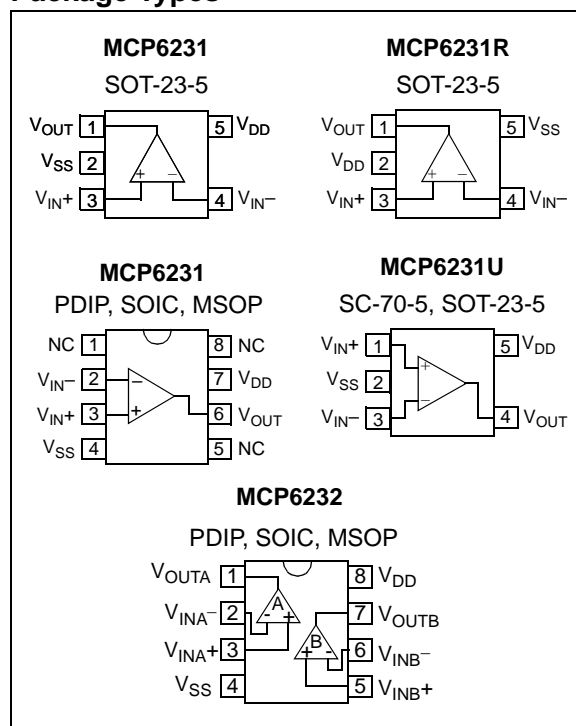 Package Types
MCP6231
SOT-23-5
VOUT 1
5 VDD
VSS 2
VIN+ 3
+ −
4 VIN−
MCP6231R
SOT-23-5
VOUT 1
5 VSS
VDD 2
VIN+ 3
+ −
4 VIN−
MCP6231
PDIP, SOIC, MSOP
NC 1
8 NC
VIN− 2
−
7 VDD
VIN+ 3
+
6 VOUT
VSS 4
5 NC
MCP6231U
SC-70-5, SOT-23-5
VIN+ 1
5 VDD
+
VSS 2
−
VIN− 3
4 VOUT
MCP6232
PDIP, SOIC, MSOP
VOUTA 1
8 VDD
A
VINA− 2
- +
7 VOUTB
B
VINA+ 3
+ -
6 VINB−
VSS 4
5 VINB+